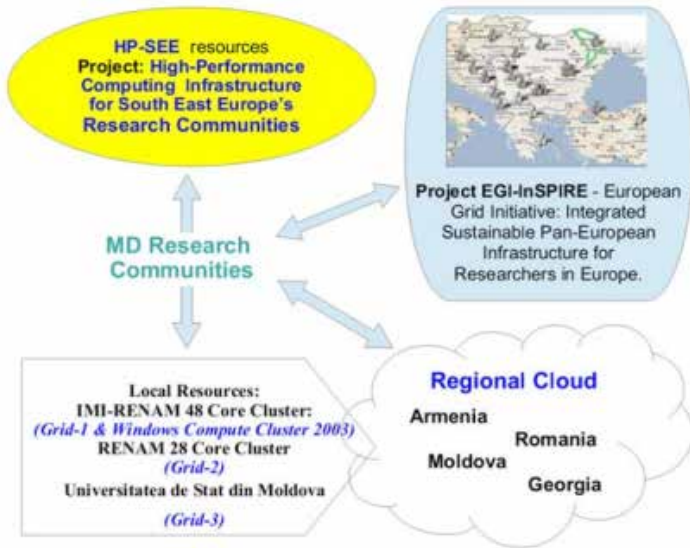 HP-SEE resources
Project: High-Performance
Computing Infrastructure
for South East Europe's
Research Communities
Project EGI-InSPIRE - European
Grid Initiative: Integrated
Sustainable Pan-European
Infrastructure for
Researchers in Europe.
MD Research
Communities
Local Resources:
IMI-RENAM 48 Core Cluster:
(Grid-1 & Windows Compute Cluster 2003)
RENAM 28 Core Cluster
(Grid-2)
Universitatea de Stat din Moldova
(Grid-3)
Regional Cloud
Armenia
Romania
Moldova
Georgia